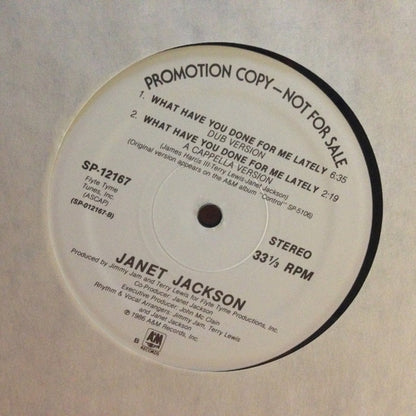 PROMOTION COPY—NOT FOR SALE
1. WHAT HAVE YOU DONE FOR ME LATELY 6:35
DUB VERSION
2. WHAT HAVE YOU DONE FOR ME LATELY 2:19
A CAPPELLA VERSION
(James Harris III·Terry Lewis·Janet Jackson)
(Original version appears on the A&M album "Control" SP-5106)
SP-12167
Flyte Tyme
Tunes, Inc.
(ASCAP)
(SP-012167-B)
STEREO
33⅓ RPM
JANET JACKSON
Produced by Jimmy Jam and Terry Lewis for Flyte Tyme Productions, Inc.
Co-Producer: Janet Jackson
Executive Producer: John Mc Clain
Rhythm & Vocal Arrangers: Jimmy Jam, Terry Lewis
and Janet Jackson
℗ 1986 A&M Records, Inc.
B
A&M
RECORDS